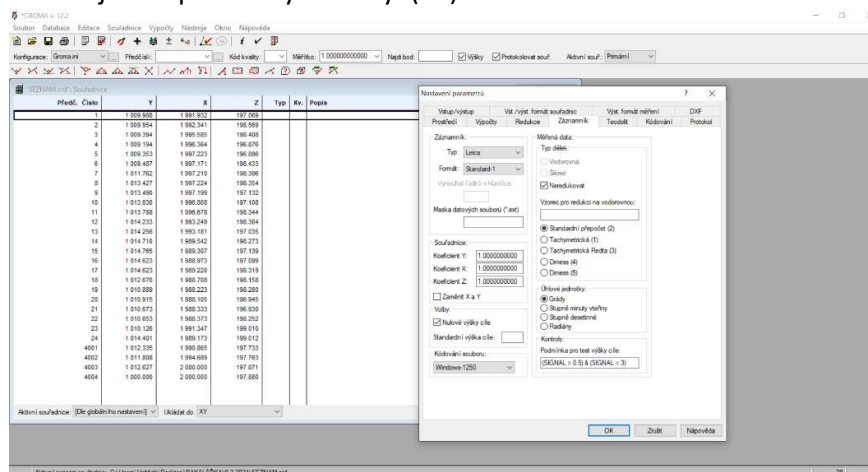 *GROMA v. 12.2
Soubor Databáze Editace Souřadnice Výpočty Nástroje Okno Nápověda
Konfigurace: Groma.ini Předčíslí: Kód kvality: Měřítko: 1.000000000000 Najdi bod: Výšky Protokolovat souř. Aktivní souř.: Primární
"SEZNAM.crd": Souřadnice
Předč. Číslo Y X Z Typ Kv. Popis
1 1 009.988 1 991.932 197.069
2 1 009.954 1 992.341 198.569
3 1 009.394 1 995.585 198.488
4 1 009.194 1 996.364 196.876
5 1 009.353 1 997.223 196.886
6 1 009.487 1 997.171 198.433
7 1 011.762 1 997.210 198.306
8 1 013.427 1 997.224 198.354
9 1 013.490 1 997.199 197.132
10 1 013.830 1 996.808 197.108
11 1 013.788 1 996.678 198.344
12 1 014.233 1 993.249 198.384
13 1 014.256 1 993.181 197.035
14 1 014.710 1 989.542 198.273
15 1 014.765 1 989.307 197.139
16 1 014.623 1 988.973 197.099
17 1 014.623 1 989.228 198.319
18 1 012.670 1 988.708 198.158
19 1 010.889 1 988.223 198.280
20 1 010.915 1 988.105 196.945
21 1 010.673 1 988.333 196.930
22 1 010.653 1 988.373 198.252
23 1 010.126 1 991.347 199.010
24 1 014.401 1 989.173 199.012
4001 1 012.335 1 990.865 197.733
4002 1 011.808 1 994.689 197.763
4003 1 012.627 2 000.000 197.871
4004 1 000.000 2 000.000 197.880
Aktivní souřadnice: [Dle globálního nastavení] Ukládat do: XY
Nastavení parametrů ? ×
Vstup/výstup Vst./výst. formát souřadnic Výst. formát měření DXF
Prostředí Výpočty Redukce Záznamník Teodolit Kódování Protokol
Záznamník:
Typ: Leica
Formát: Standard-1
Vynechat řádků v hlavičce:
Maska datových souborů (*.ext)
Souřadnice:
Koeficient Y: 1.0000000000
Koeficient X: 1.0000000000
Koeficient Z: 1.0000000000
Zaměnit X a Y
Volby:
Nulové výšky cíle
Standardní výška cíle:
Kódování souboru:
Windows-1250
Měřená data:
Typ délek:
Vodorovná
Šikmé
Neredukovat
Vzorec pro redukci na vodorovnou:
Standardní přepočet (2)
Tachymetrická (1)
Tachymetrická Redta (3)
Dimess (4)
Dimess (5)
Úhlové jednotky:
Grády
Stupně minuty vteřiny
Stupně desetinné
Radiány
Kontroly:
Podmínka pro test výšky cíle:
(SIGNAL > 0.5) & (SIGNAL < 3)
OK Zrušit Nápověda